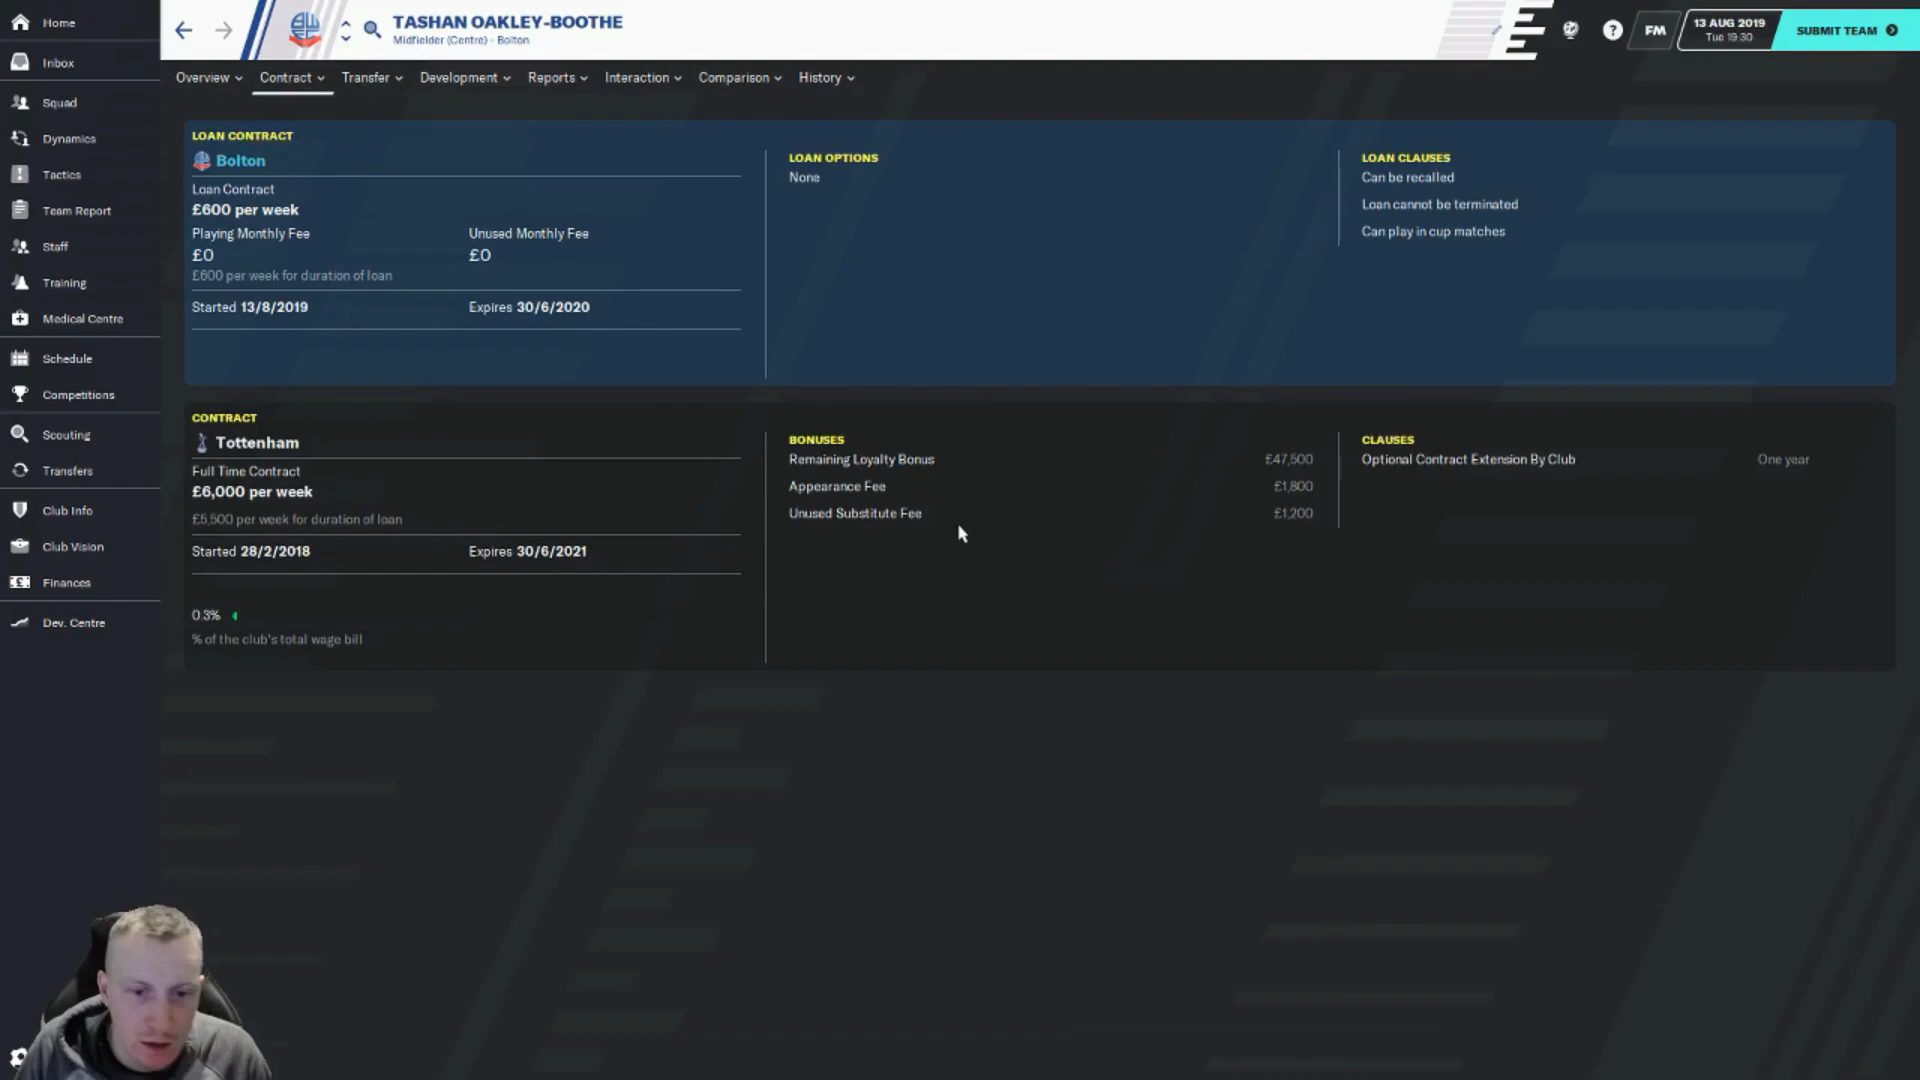 Home
Inbox
Squad
Dynamics
Tactics
Team Report
Staff
Training
Medical Centre
Schedule
Competitions
Scouting
Transfers
Club Info
Club Vision
Finances
Dev. Centre
TASHAN OAKLEY-BOOTHE
Midfielder (Centre) - Bolton
?
FM
13 AUG 2019
Tue 19:30
SUBMIT TEAM
Overview
Contract
Transfer
Development
Reports
Interaction
Comparison
History
LOAN CONTRACT
Bolton
Loan Contract
£600 per week
Playing Monthly Fee
Unused Monthly Fee
£0
£0
£600 per week for duration of loan
Started 13/8/2019
Expires 30/6/2020
LOAN OPTIONS
None
LOAN CLAUSES
Can be recalled
Loan cannot be terminated
Can play in cup matches
CONTRACT
Tottenham
Full Time Contract
£6,000 per week
£5,500 per week for duration of loan
Started 28/2/2018
Expires 30/6/2021
0.3%
% of the club's total wage bill
BONUSES
Remaining Loyalty Bonus £47,500
Appearance Fee £1,800
Unused Substitute Fee £1,200
CLAUSES
Optional Contract Extension By Club One year